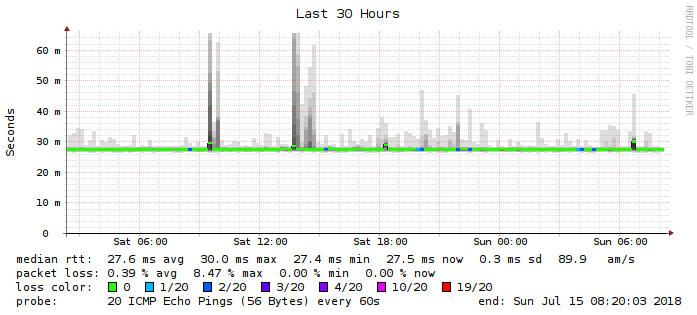 Last 30 Hours
RRDTOOL / TOBI OETIKER
Seconds
60 m
50 m
40 m
30 m
20 m
10 m
0
Sat 06:00 Sat 12:00 Sat 18:00 Sun 00:00 Sun 06:00
median rtt: 27.6 ms avg 30.0 ms max 27.4 ms min 27.5 ms now 0.3 ms sd 89.9 am/s
packet loss: 0.39 % avg 8.47 % max 0.00 % min 0.00 % now
loss color: 0 1/20 2/20 3/20 4/20 10/20 19/20
probe: 20 ICMP Echo Pings (56 Bytes) every 60s end: Sun Jul 15 08:20:03 2018